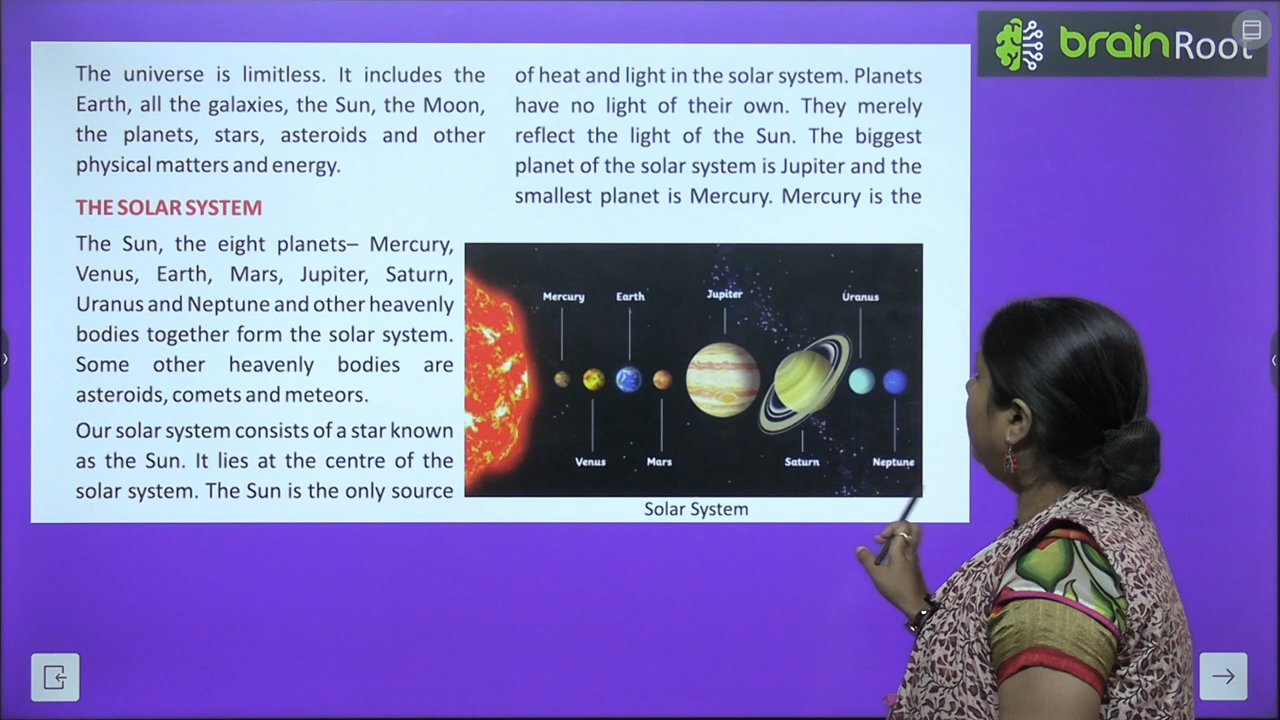 brainRoot
The universe is limitless. It includes the
Earth, all the galaxies, the Sun, the Moon,
the planets, stars, asteroids and other
physical matters and energy.
THE SOLAR SYSTEM
The Sun, the eight planets– Mercury,
Venus, Earth, Mars, Jupiter, Saturn,
Uranus and Neptune and other heavenly
bodies together form the solar system.
Some other heavenly bodies are
asteroids, comets and meteors.
Our solar system consists of a star known
as the Sun. It lies at the centre of the
solar system. The Sun is the only source
of heat and light in the solar system. Planets
have no light of their own. They merely
reflect the light of the Sun. The biggest
planet of the solar system is Jupiter and the
smallest planet is Mercury. Mercury is the
Mercury Earth Jupiter Uranus
Venus Mars Saturn Neptune
Solar System